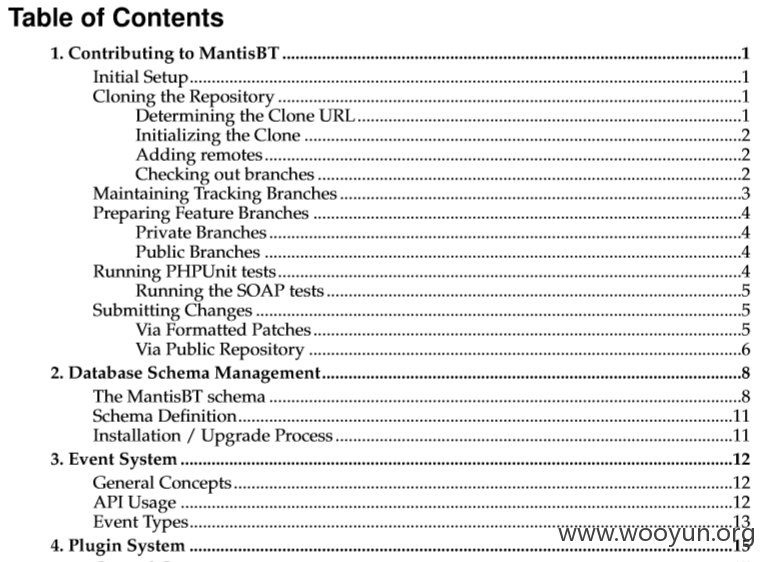 Table of Contents
1. Contributing to MantisBT....................................................................................................................1
Initial Setup............................................................................................................................................1
Cloning the Repository .....................................................................................................................1
Determining the Clone URL.................................................................................................1
Initializing the Clone ..............................................................................................................2
Adding remotes........................................................................................................................2
Checking out branches...........................................................................................................2
Maintaining Tracking Branches.....................................................................................................3
Preparing Feature Branches ............................................................................................................4
Private Branches......................................................................................................................4
Public Branches .......................................................................................................................4
Running PHPUnit tests.....................................................................................................................4
Running the SOAP tests.........................................................................................................5
Submitting Changes ..........................................................................................................................5
Via Formatted Patches............................................................................................................5
Via Public Repository .............................................................................................................6
2. Database Schema Management..........................................................................................................8
The MantisBT schema .......................................................................................................................8
Schema Definition.............................................................................................................................11
Installation / Upgrade Process......................................................................................................11
3. Event System ...........................................................................................................................................12
General Concepts..............................................................................................................................12
API Usage ...........................................................................................................................................12
Event Types.........................................................................................................................................13
www.wooyun.org
4. Plugin System .........................................................................................................................................15